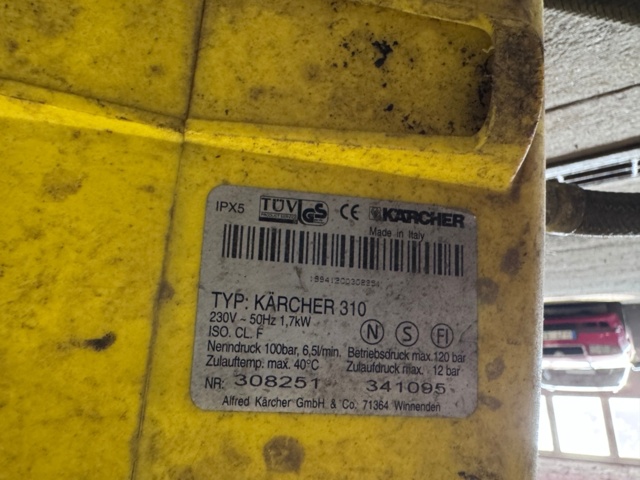 IPX5 TÜV GS CE KÄRCHER
Made in Italy
TYP: KÄRCHER 310
230V ~ 50Hz 1,7kW
ISO. CL. F
N S FI
Nenndruck 100bar, 6,5l/min. Betriebsdruck max. 120 bar
Zulauftemp. max. 40°C Zulaufdruck max. 12 bar
NR: 308251 341095
Alfred Kärcher GmbH & Co. 71364 Winnenden